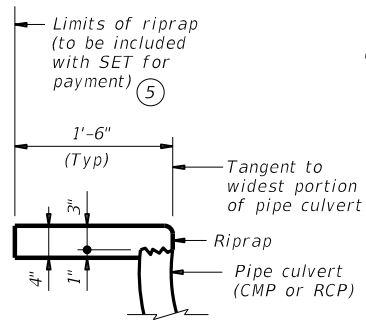 Limits of riprap
(to be included
with SET for
payment) 5
1'-6"
(Typ)
3"
4"
1"
Tangent to
widest portion
of pipe culvert
Riprap
Pipe culvert
(CMP or RCP)